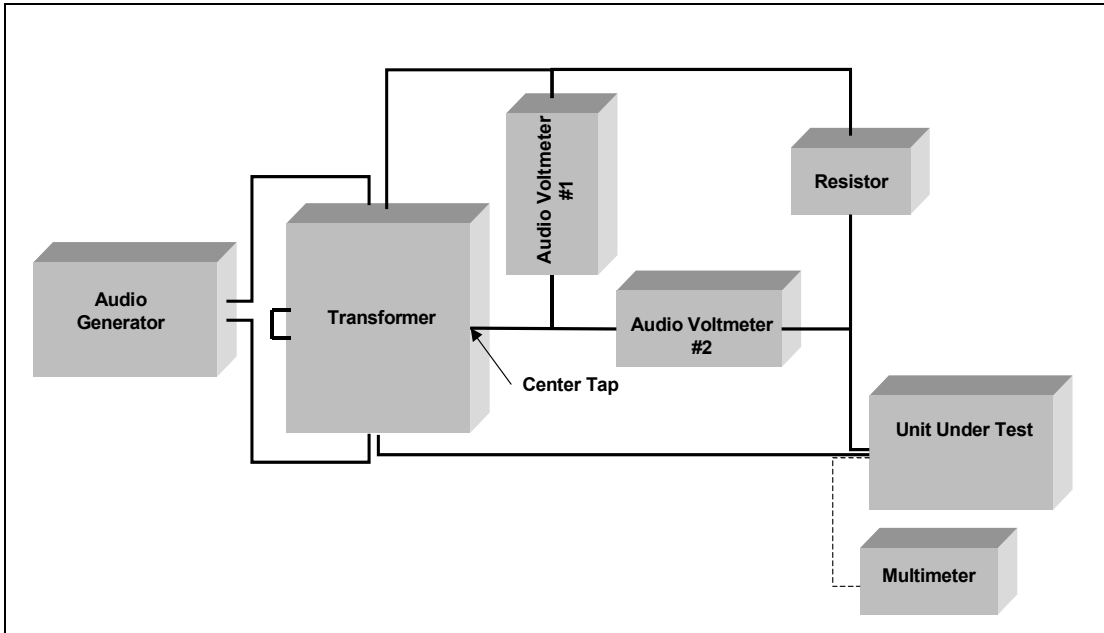 Audio Voltmeter
#1
Resistor
Audio
Generator
Transformer
Audio Voltmeter
#2
Center Tap
Unit Under Test
Multimeter